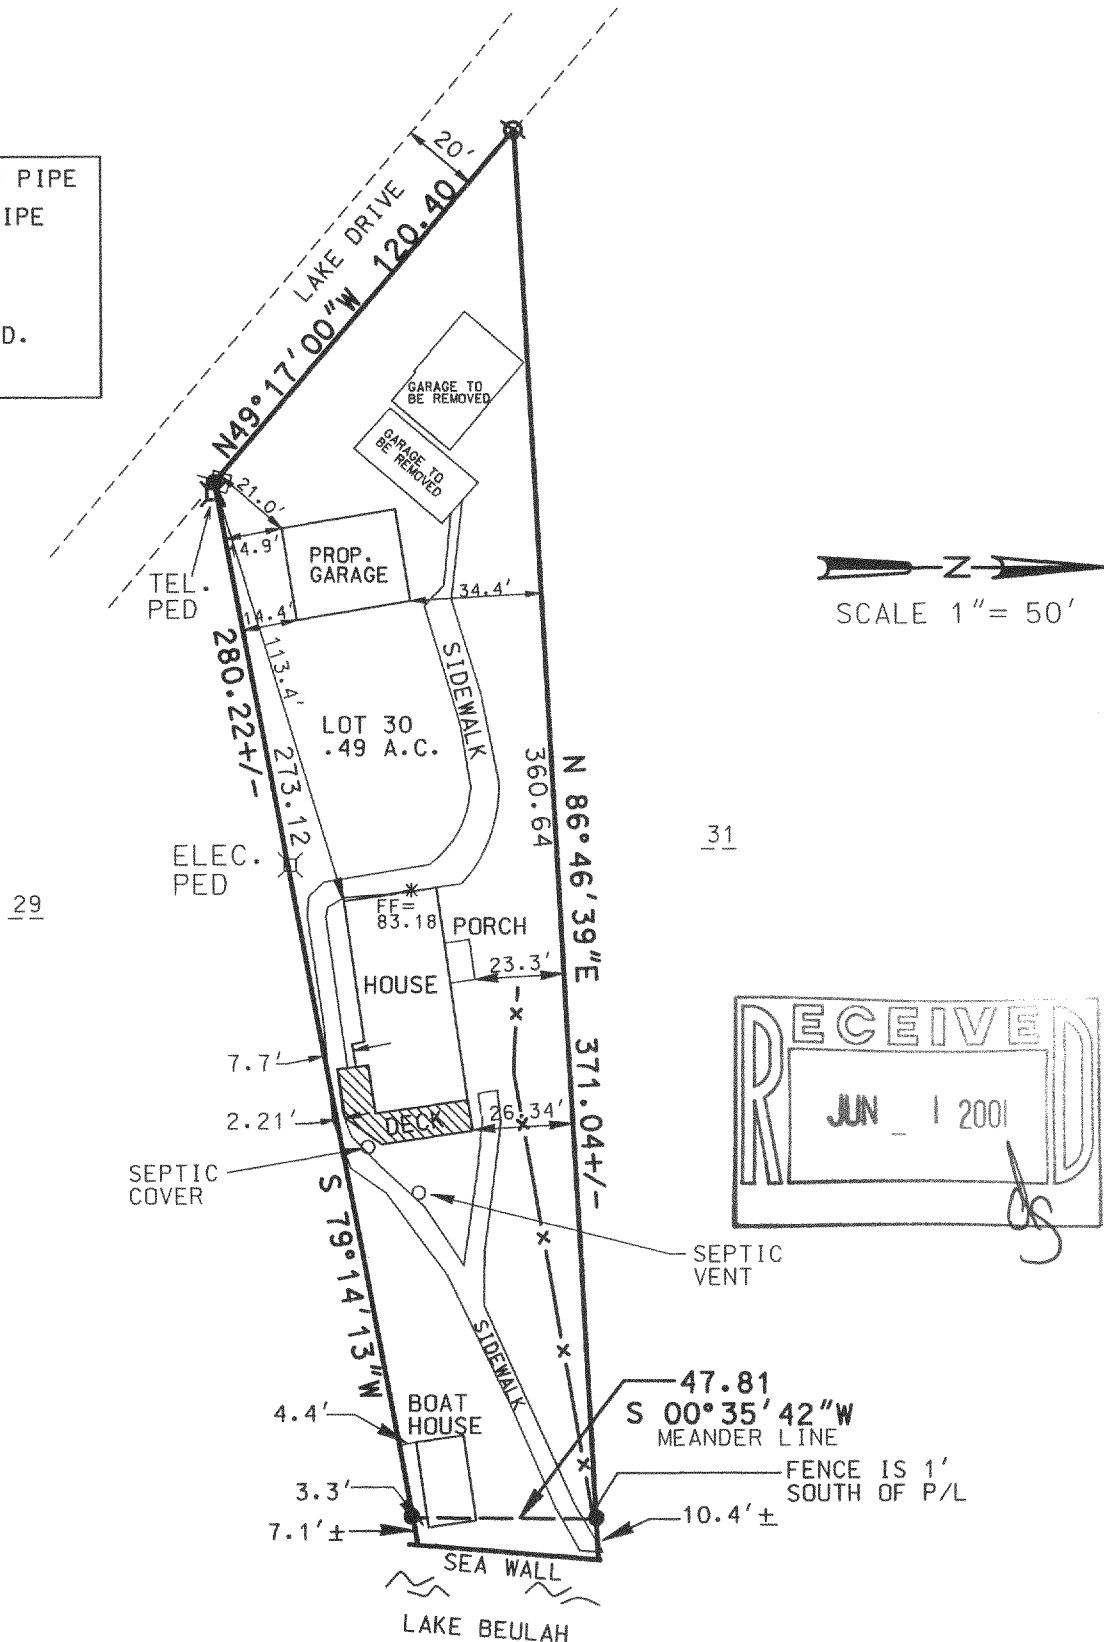 PIPE
IPE
D.
20'
LAKE DRIVE
N49°17'00"W 120.40
GARAGE TO
BE REMOVED
GARAGE TO
BE REMOVED
21.0'
14.9'
PROP.
GARAGE
TEL.
PED
14.4'
34.4'
113.4'
280.22+/-
273.12
SIDEWALK
LOT 30
.49 A.C.
N
SCALE 1"= 50'
N 86°46'39"E 371.04+/-
360.64
31
ELEC.
PED
29
FF=
83.18
PORCH
23.3'
HOUSE
7.7'
2.21'
DECK
26.34'
SEPTIC
COVER
S 79°14'13"W
SEPTIC
VENT
RECEIVED
JUN 1 2001
SIDEWALK
47.81
S 00°35'42"W
MEANDER LINE
BOAT
HOUSE
4.4'
FENCE IS 1'
SOUTH OF P/L
3.3'
7.1'±
10.4'±
SEA WALL
LAKE BEULAH